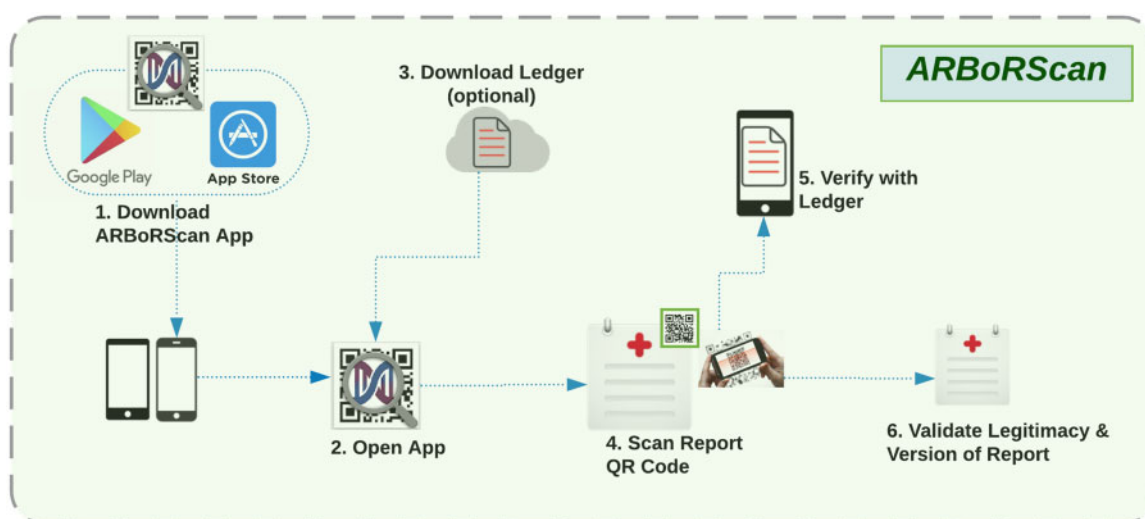 ARBoRScan
3. Download Ledger
(optional)
Google Play
App Store
1. Download
ARBoRScan App
5. Verify with
Ledger
2. Open App
4. Scan Report
QR Code
6. Validate Legitimacy &
Version of Report